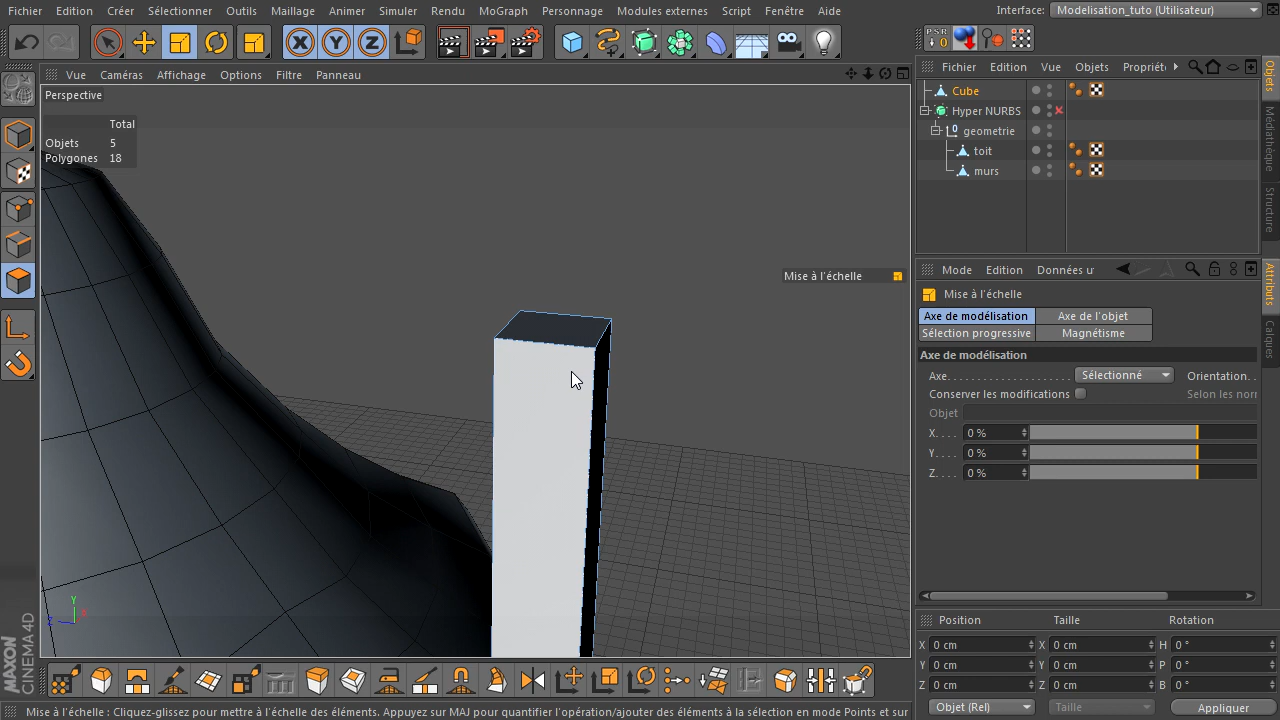 Fichier Edition Créer Sélectionner Outils Maillage Animer Simuler Rendu MoGraph Personnage Modules externes Script Fenêtre Aide Interface: Modelisation_tuto (Utilisateur)
X Y Z PSR
Vue Caméras Affichage Options Filtre Panneau
Fichier Edition Vue Objets Propriét
Perspective
Total
Objets 5
Polygones 18
Cube
Hyper NURBS
geometrie
toit
murs
Objets
Médiathèque
Structure
Mise à l'échelle
Mode Edition Données u
Mise à l'échelle
Axe de modélisation Axe de l'objet
Sélection progressive Magnétisme
Axe de modélisation
Axe. . . . . . . . . . . . . . . . . . . . . Sélectionné Orientation. .
Conserver les modifications Selon les nor
Objet
X. . . . 0 %
Y. . . . 0 %
Z. . . . 0 %
Attributs
Calques
Y
Z
Position Taille Rotation
X 0 cm X 0 cm H 0 °
Y 0 cm Y 0 cm P 0 °
Z 0 cm Z 0 cm B 0 °
Objet (Rel) Taille Appliquer
MAXON
CINEMA 4D
Mise à l'échelle : Cliquez-glissez pour mettre à l'échelle des éléments. Appuyez sur MAJ pour quantifier l'opération/ajouter des éléments à la sélection en mode Points et sur